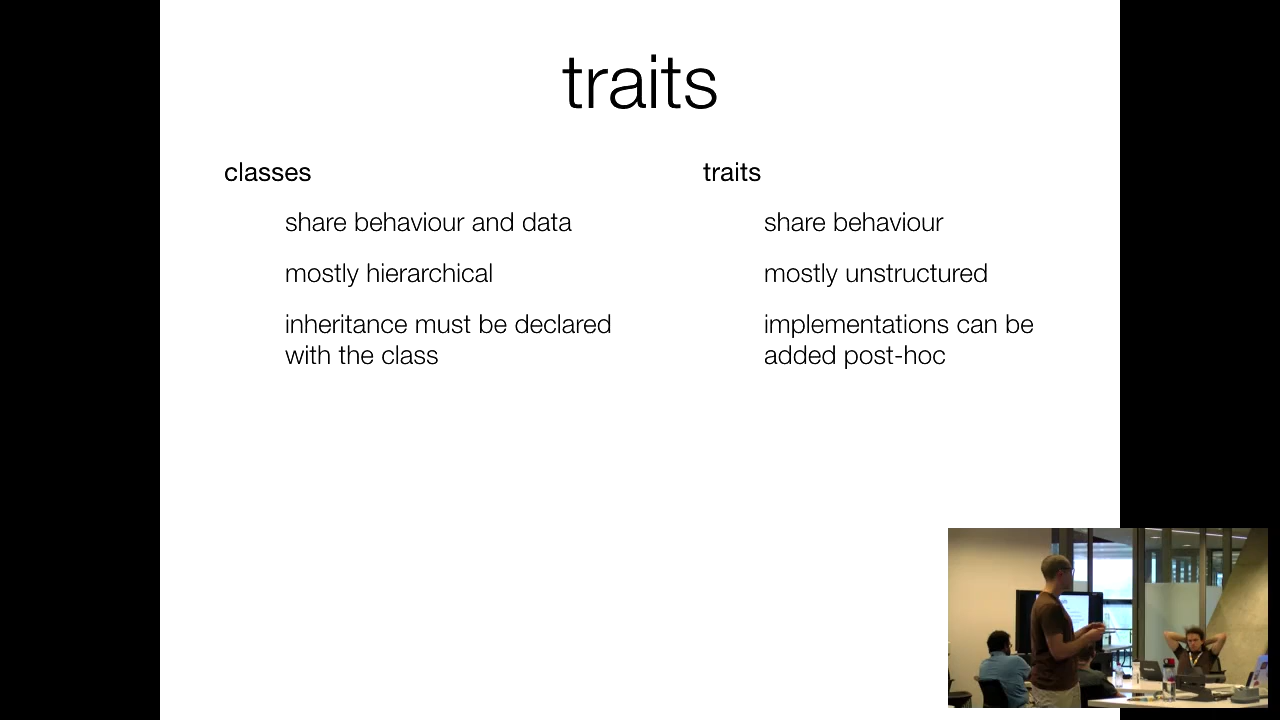 traits
classes
share behaviour and data
mostly hierarchical
inheritance must be declared
with the class
traits
share behaviour
mostly unstructured
implementations can be
added post-hoc